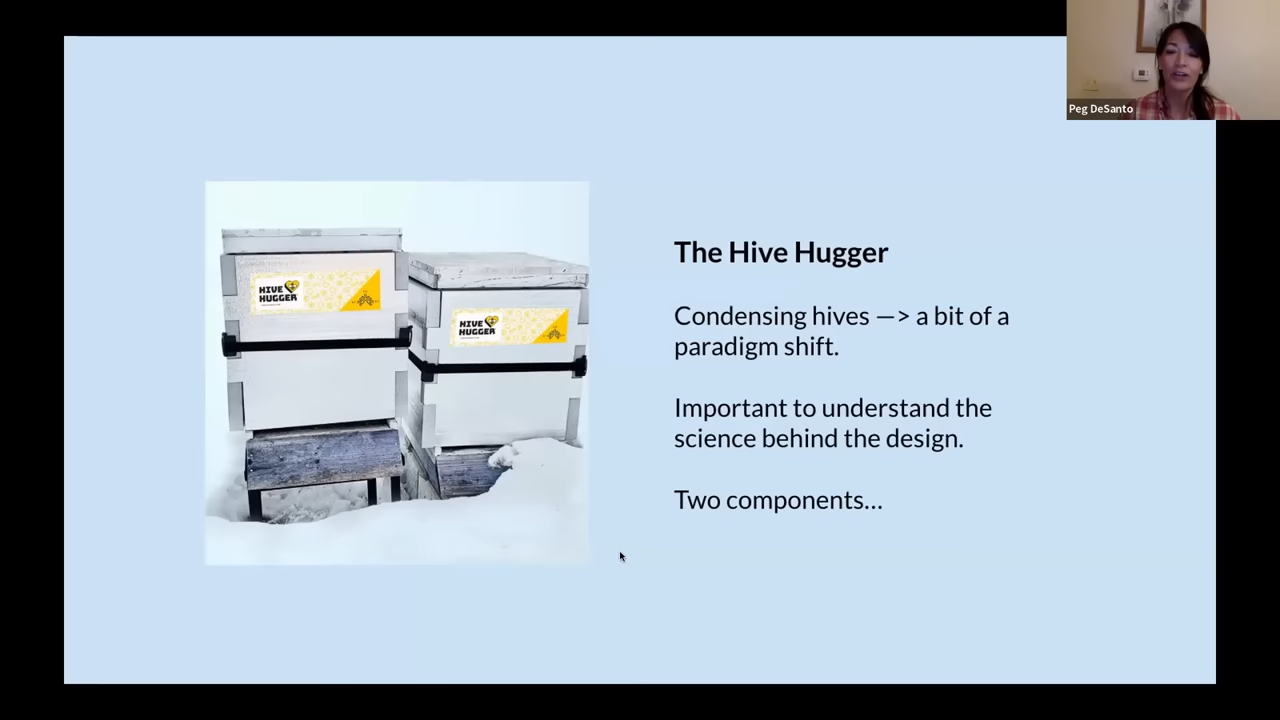 Peg DeSanto
The Hive Hugger
Condensing hives —> a bit of a
paradigm shift.
Important to understand the
science behind the design.
Two components...
HIVE
HUGGER
HIVE
HUGGER